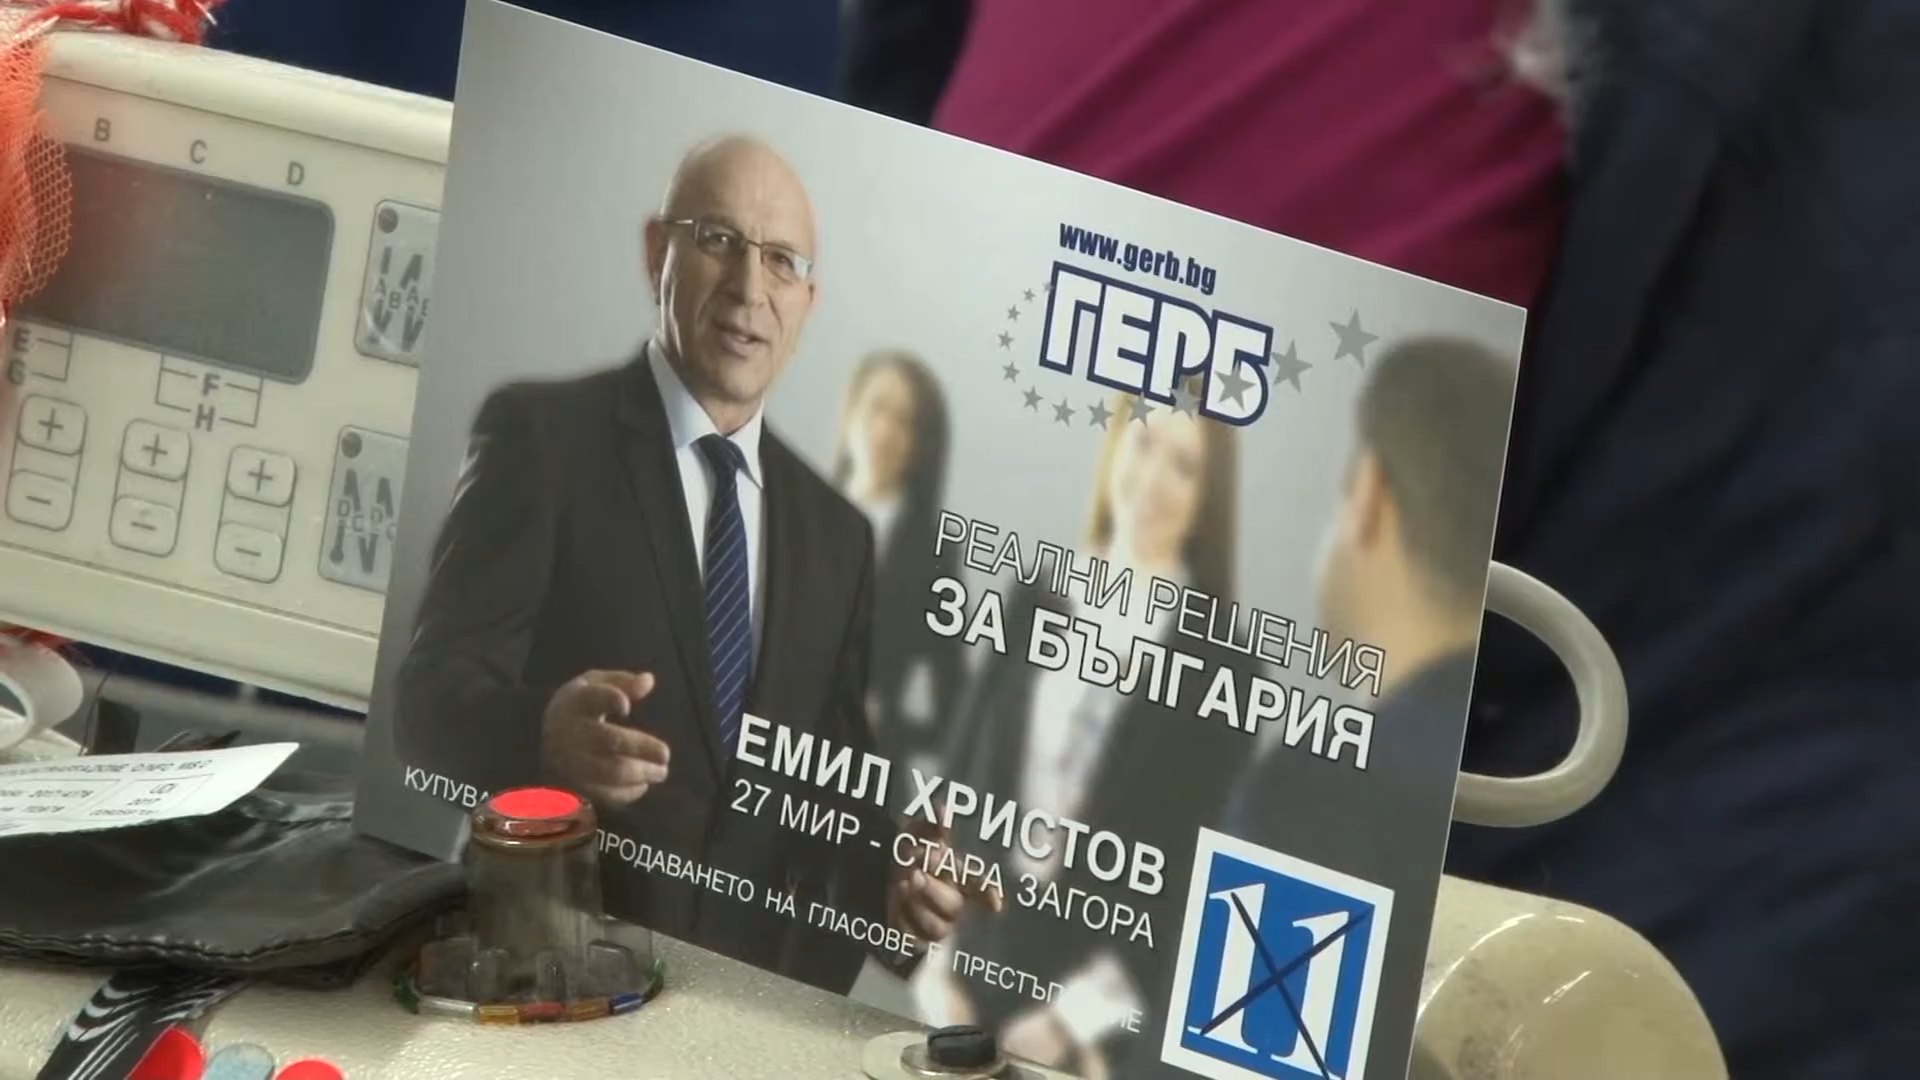 B C D
www.gerb.bg
ГЕРБ
РЕАЛНИ РЕШЕНИЯ
ЗА БЪЛГАРИЯ
ЕМИЛ ХРИСТОВ
27 МИР - СТАРА ЗАГОРА
ПРОДАВАНЕТО НА ГЛАСОВЕ Е
11
E
G
F
H